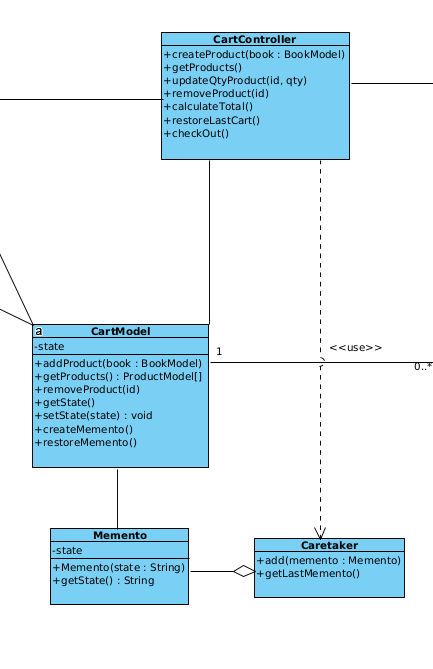 CartController
+createProduct(book : BookModel)
+getProducts()
+updateQtyProduct(id, qty)
+removeProduct(id)
+calculateTotal()
+restoreLastCart()
+checkOut()
a
CartModel
-state
+addProduct(book : BookModel)
+getProducts() : ProductModel[]
+removeProduct(id)
+getState()
+setState(state) : void
+createMemento()
+restoreMemento()
1
<<use>>
0..*
Memento
-state
+Memento(state : String)
+getState() : String
Caretaker
+add(memento : Memento)
+getLastMemento()